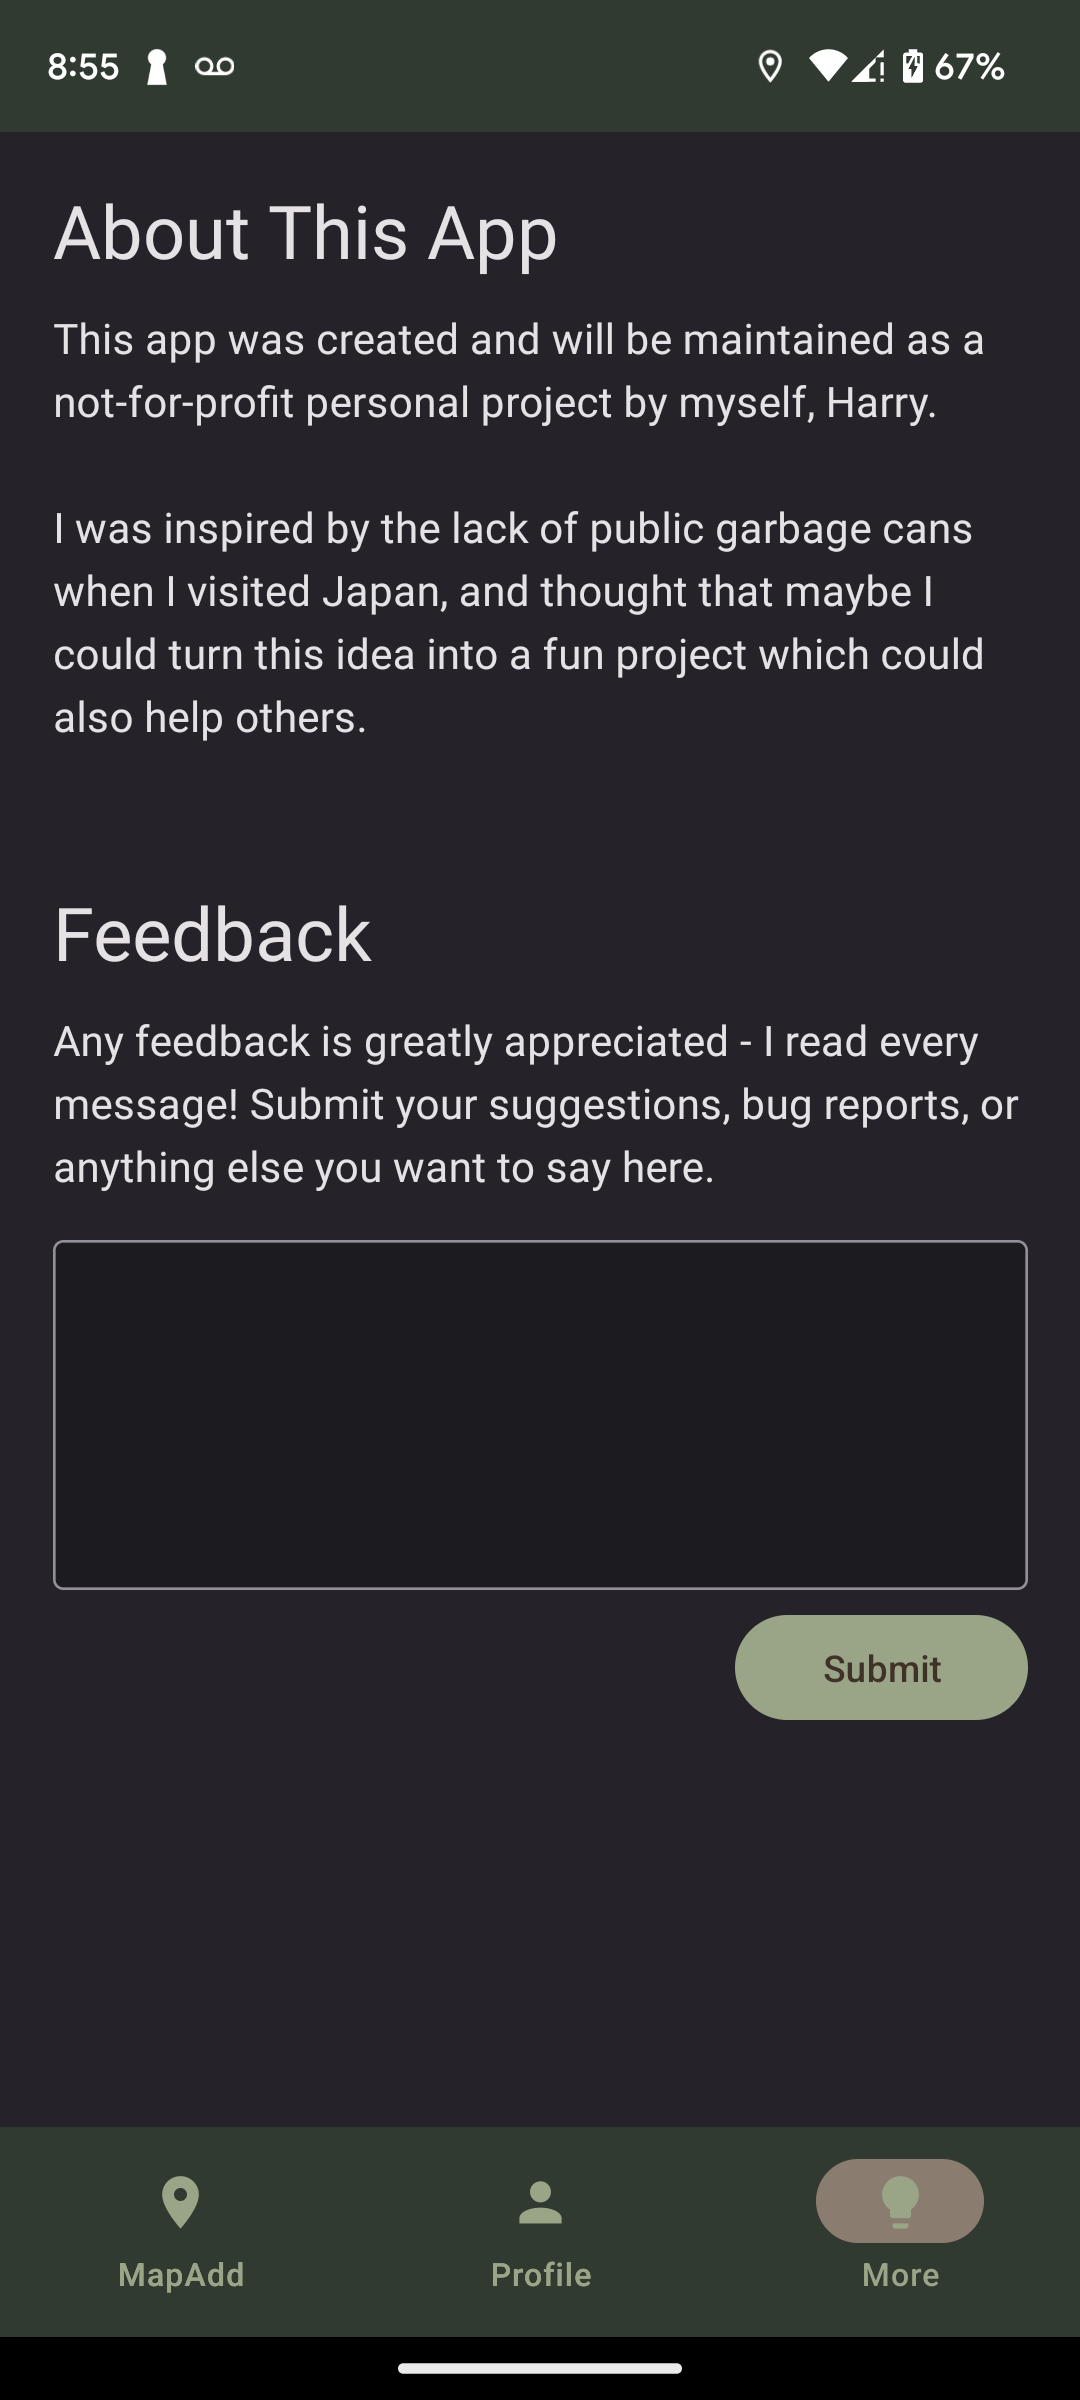 8:55
67%
About This App
This app was created and will be maintained as a
not-for-profit personal project by myself, Harry.
I was inspired by the lack of public garbage cans
when I visited Japan, and thought that maybe I
could turn this idea into a fun project which could
also help others.
Feedback
Any feedback is greatly appreciated - I read every
message! Submit your suggestions, bug reports, or
anything else you want to say here.
Submit
MapAdd
Profile
More